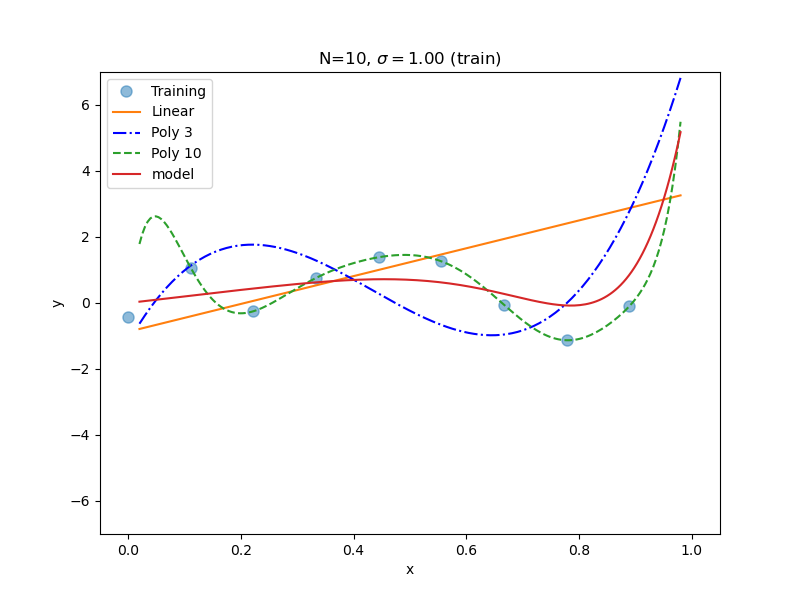 N=10, σ = 1.00 (train)
Training
Linear
Poly 3
Poly 10
model
y
6
4
2
0
−2
−4
−6
0.0 0.2 0.4 0.6 0.8 1.0
x